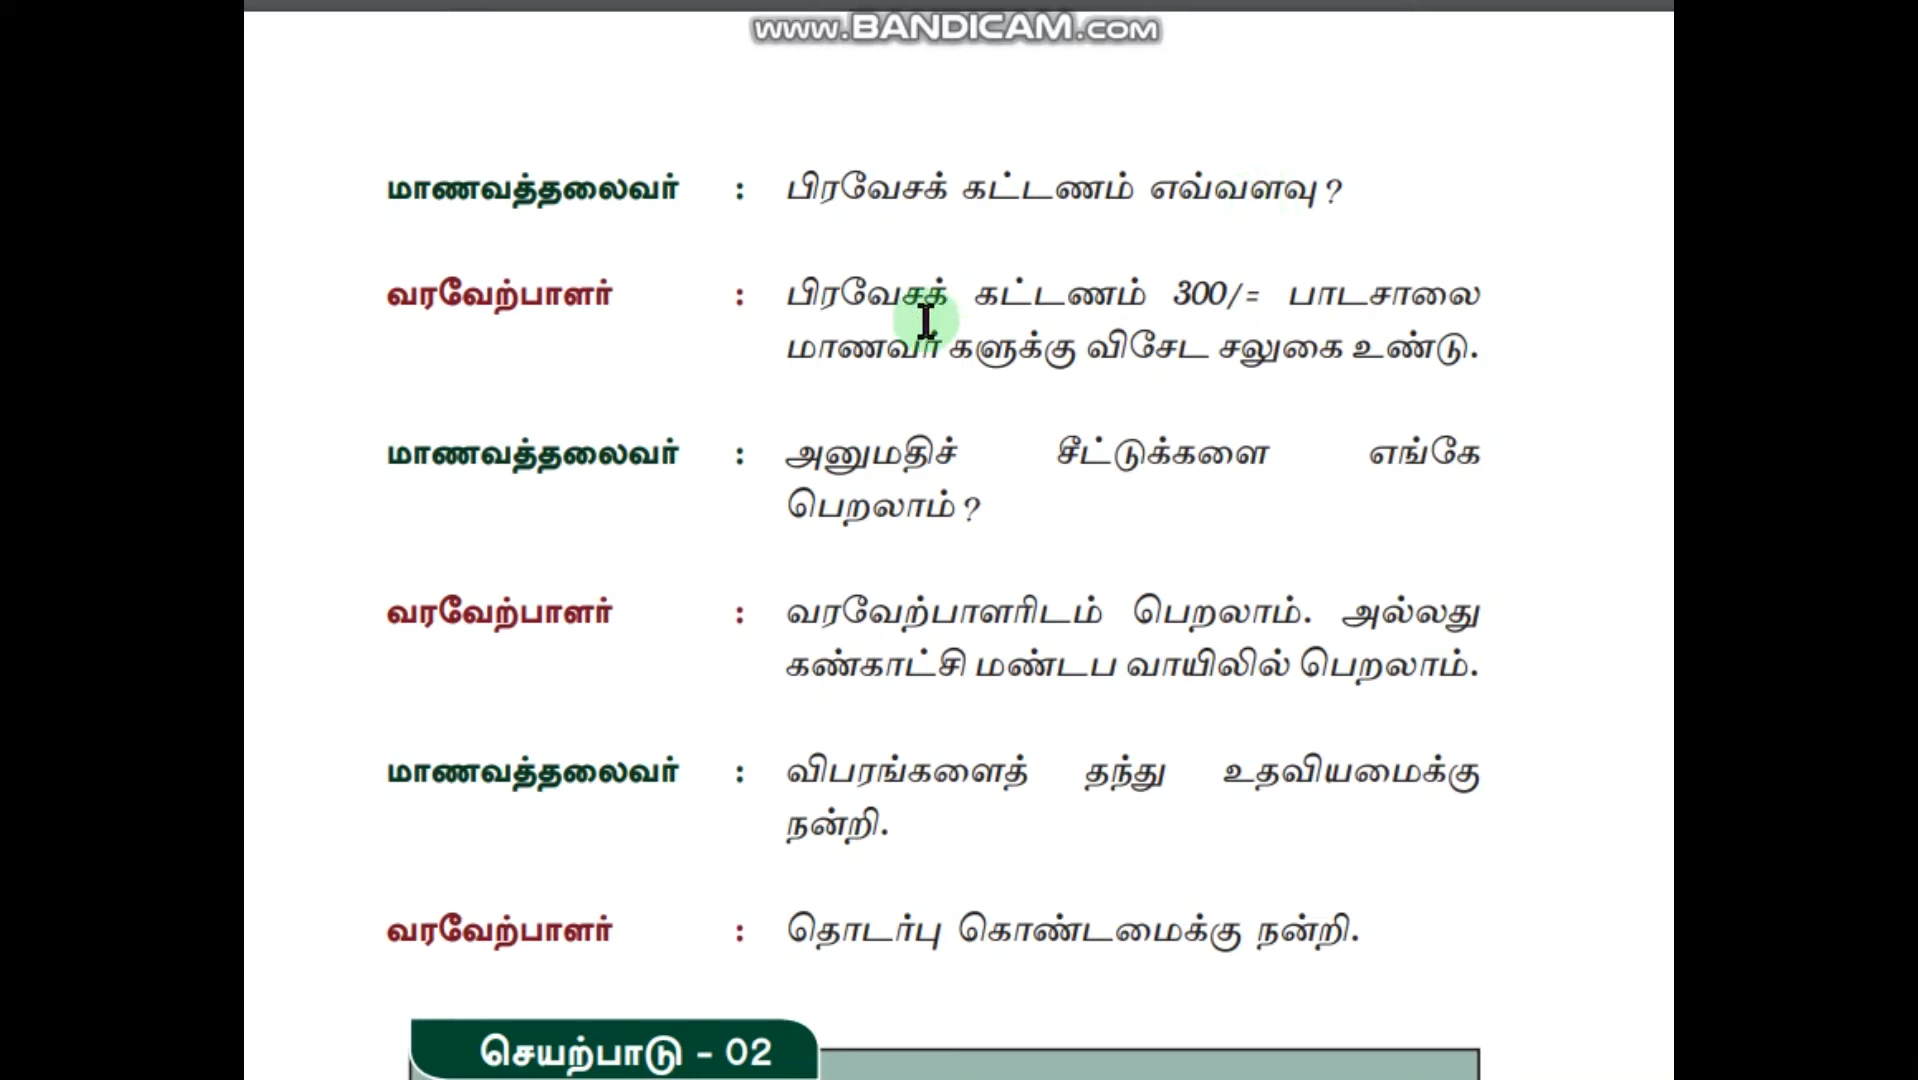 www.BANDICAM.com
மாணவத்தலைவர் : பிரவேசக் கட்டணம் எவ்வளவு?
வரவேற்பாளர் : பிரவேசக் கட்டணம் 300/= பாடசாலை
மாணவர்களுக்கு விசேட சலுகை உண்டு.
மாணவத்தலைவர் : அனுமதிச் சீட்டுக்களை எங்கே
பெறலாம்?
வரவேற்பாளர் : வரவேற்பாளரிடம் பெறலாம். அல்லது
கண்காட்சி மண்டப வாயிலில் பெறலாம்.
மாணவத்தலைவர் : விபரங்களைத் தந்து உதவியமைக்கு
நன்றி.
வரவேற்பாளர் : தொடர்பு கொண்டமைக்கு நன்றி.
செயற்பாடு - 02